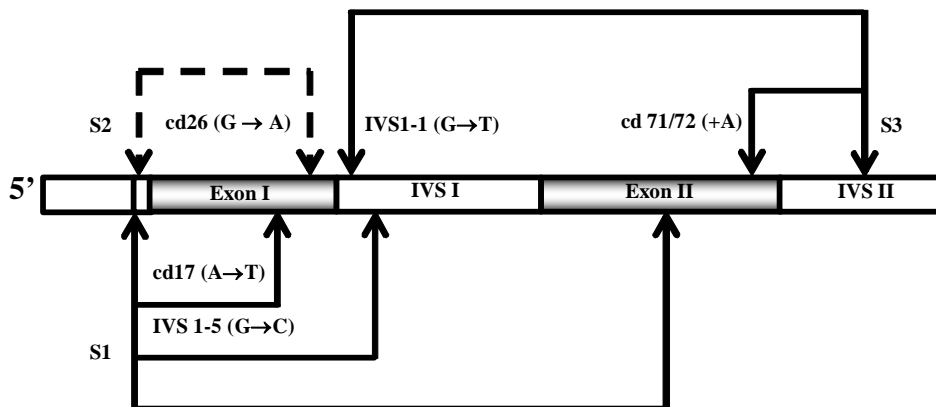 S2
cd26 (G → A)
IVS1-1 (G→T)
cd 71/72 (+A)
S3
5’
Exon I
IVS I
Exon II
IVS II
cd17 (A→T)
IVS 1-5 (G→C)
S1